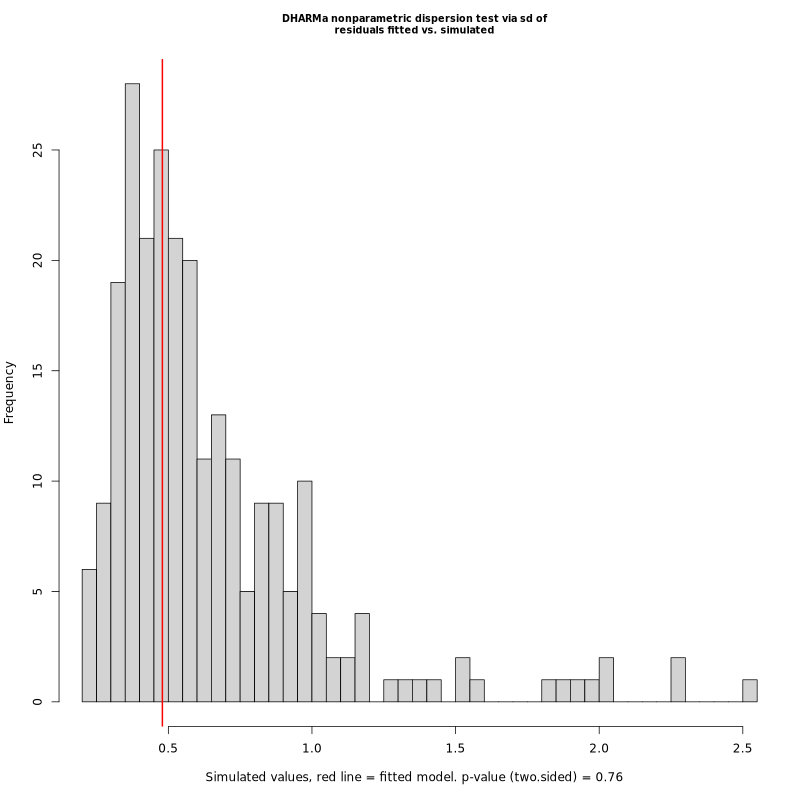 DHARMa nonparametric dispersion test via sd of
residuals fitted vs. simulated
Frequency
25
20
15
10
5
0
0.5 1.0 1.5 2.0 2.5
Simulated values, red line = fitted model. p-value (two.sided) = 0.76